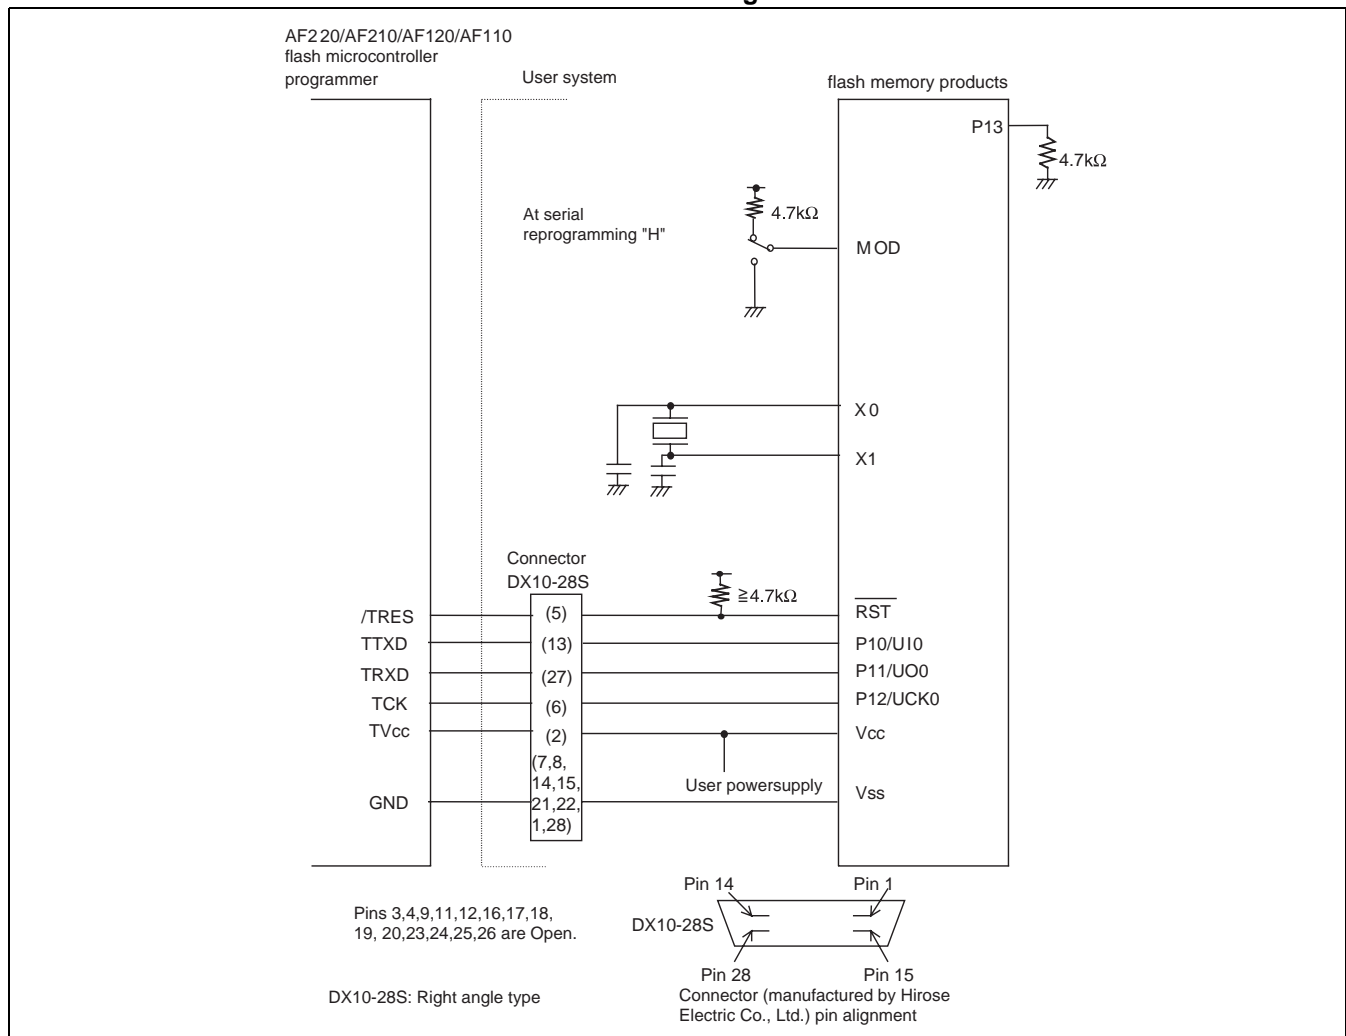 AF220/AF210/AF120/AF110
flash microcontroller
programmer
User system
flash memory products
P13
4.7kΩ
At serial
reprogramming "H"
4.7kΩ
MOD
X0
X1
Connector
DX10-28S
≧4.7kΩ
/TRES
(5)
RST
TTXD
(13)
P10/UI0
TRXD
(27)
P11/UO0
TCK
(6)
P12/UCK0
TVcc
(2)
Vcc
(7,8,
14,15,
21,22,
1,28)
User powersupply
GND
Vss
Pins 3,4,9,11,12,16,17,18,
19, 20,23,24,25,26 are Open.
DX10-28S: Right angle type
Pin 14
Pin 1
DX10-28S
Pin 28
Pin 15
Connector (manufactured by Hirose
Electric Co., Ltd.) pin alignment